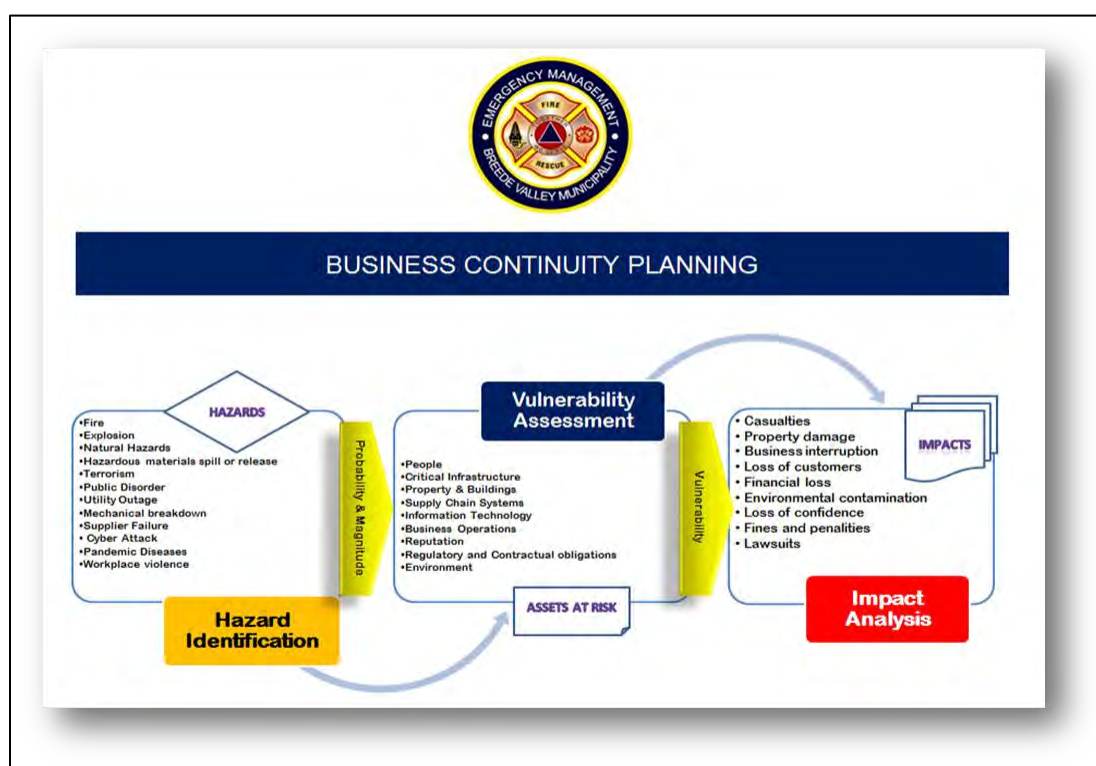 EMERGENCY MANAGEMENT
FIRE
RESCUE
BREEDE VALLEY MUNICIPALITY
BUSINESS CONTINUITY PLANNING
HAZARDS
•Fire
•Explosion
•Natural Hazards
•Hazardous materials spill or release
•Terrorism
•Public Disorder
•Utility Outage
•Mechanical breakdown
•Supplier Failure
• Cyber Attack
•Pandemic Diseases
•Workplace violence
Hazard
Identification
Probability & Magnitude
Vulnerability
Assessment
•People
•Critical Infrastructure
•Property & Buildings
•Supply Chain Systems
•Information Technology
•Business Operations
•Reputation
•Regulatory and Contractual obligations
•Environment
ASSETS AT RISK
Vulnerability
IMPACTS
• Casualties
• Property damage
• Business interruption
• Loss of customers
• Financial loss
• Environmental contamination
• Loss of confidence
• Fines and penalities
• Lawsuits
Impact
Analysis